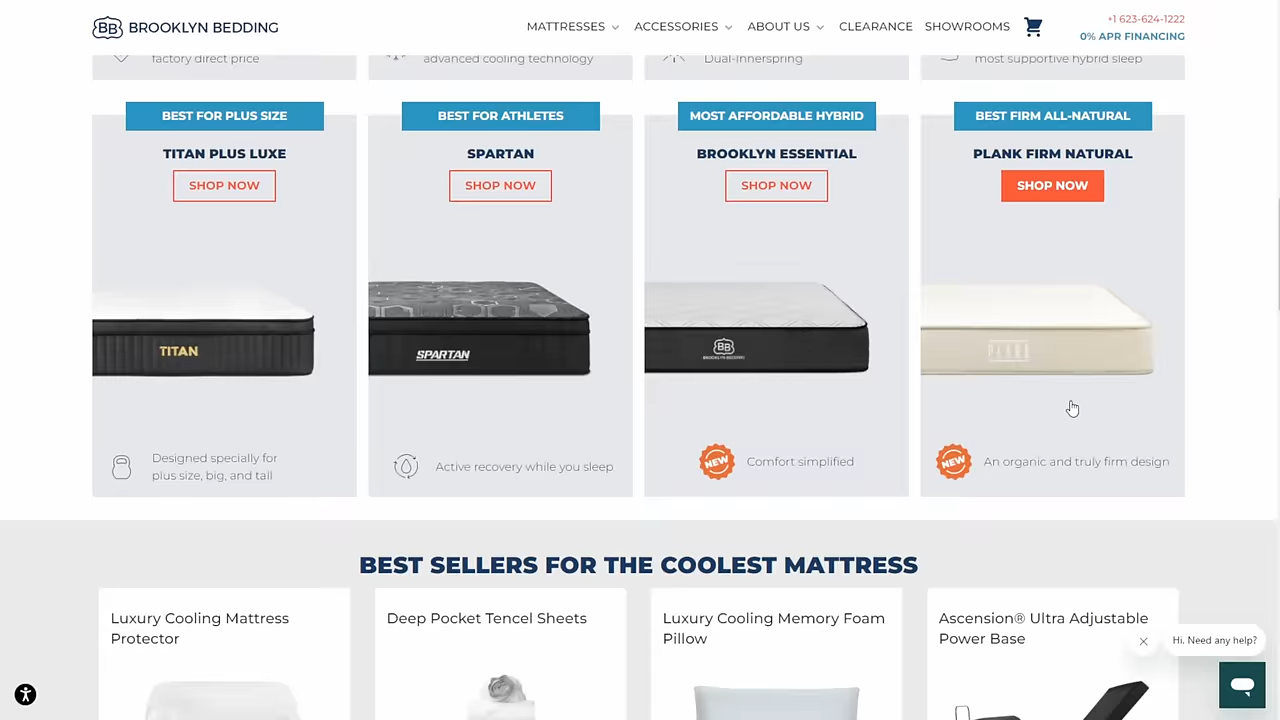 BB BROOKLYN BEDDING
MATTRESSES
ACCESSORIES
ABOUT US
CLEARANCE
SHOWROOMS
+1 623-624-1222
0% APR FINANCING
factory direct price
advanced cooling technology
Dual-Innerspring
most supportive hybrid sleep
BEST FOR PLUS SIZE
TITAN PLUS LUXE
SHOP NOW
TITAN
Designed specially for
plus size, big, and tall
BEST FOR ATHLETES
SPARTAN
SHOP NOW
SPARTAN
Active recovery while you sleep
MOST AFFORDABLE HYBRID
BROOKLYN ESSENTIAL
SHOP NOW
BB
BROOKLYN BEDDING
NEW
Comfort simplified
BEST FIRM ALL-NATURAL
PLANK FIRM NATURAL
SHOP NOW
PLANK
NEW
An organic and truly firm design
BEST SELLERS FOR THE COOLEST MATTRESS
Luxury Cooling Mattress
Protector
Deep Pocket Tencel Sheets
Luxury Cooling Memory Foam
Pillow
Ascension® Ultra Adjustable
Power Base
Hi. Need any help?